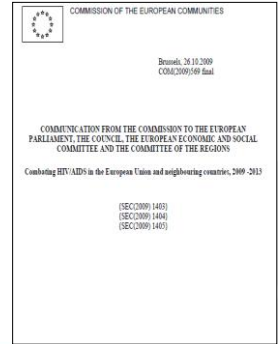 COMMISSION OF THE EUROPEAN COMMUNITIES
Brussels, 26.10.2009
COM(2009)569 final
COMMUNICATION FROM THE COMMISSION TO THE EUROPEAN
PARLIAMENT, THE COUNCIL, THE EUROPEAN ECONOMIC AND SOCIAL
COMMITTEE AND THE COMMITTEE OF THE REGIONS
Combating HIV/AIDS in the European Union and neighbouring countries, 2009 -2013
{SEC(2009) 1403}
{SEC(2009) 1404}
{SEC(2009) 1405}